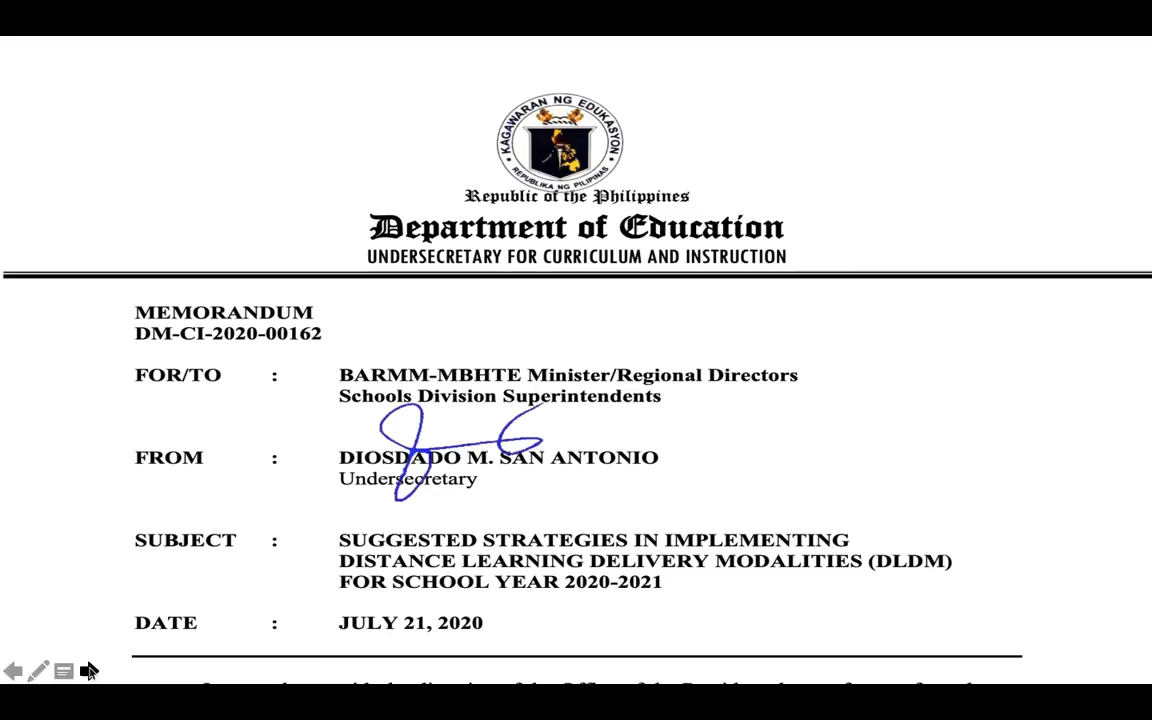 KAGAWARAN NG EDUKASYON
REPUBLIKA NG PILIPINAS
Republic of the Philippines
Department of Education
UNDERSECRETARY FOR CURRICULUM AND INSTRUCTION
MEMORANDUM
DM-CI-2020-00162
FOR/TO : BARMM-MBHTE Minister/Regional Directors
Schools Division Superintendents
FROM : DIOSDADO M. SAN ANTONIO
Undersecretary
SUBJECT : SUGGESTED STRATEGIES IN IMPLEMENTING
DISTANCE LEARNING DELIVERY MODALITIES (DLDM)
FOR SCHOOL YEAR 2020-2021
DATE : JULY 21, 2020